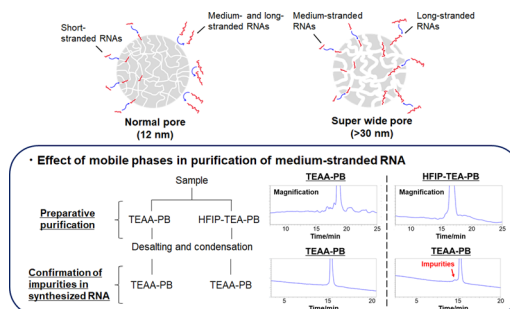 Short-
stranded RNAs
Medium- and long-
stranded RNAs
Normal pore
(12 nm)
Medium-stranded
RNAs
Long-stranded
RNAs
Super wide pore
(>30 nm)
・Effect of mobile phases in purification of medium-stranded RNA
Sample
Preparative
purification
TEAA-PB
HFIP-TEA-PB
Desalting and condensation
Confirmation of
impurities in
synthesized RNA
TEAA-PB
TEAA-PB
TEAA-PB
Magnification
10 15 20 25
Time/min
HFIP-TEA-PB
Magnification
10 15 20 25
Time/min
TEAA-PB
5 10 15 20
Time/min
TEAA-PB
Impurities
5 10 15 20
Time/min